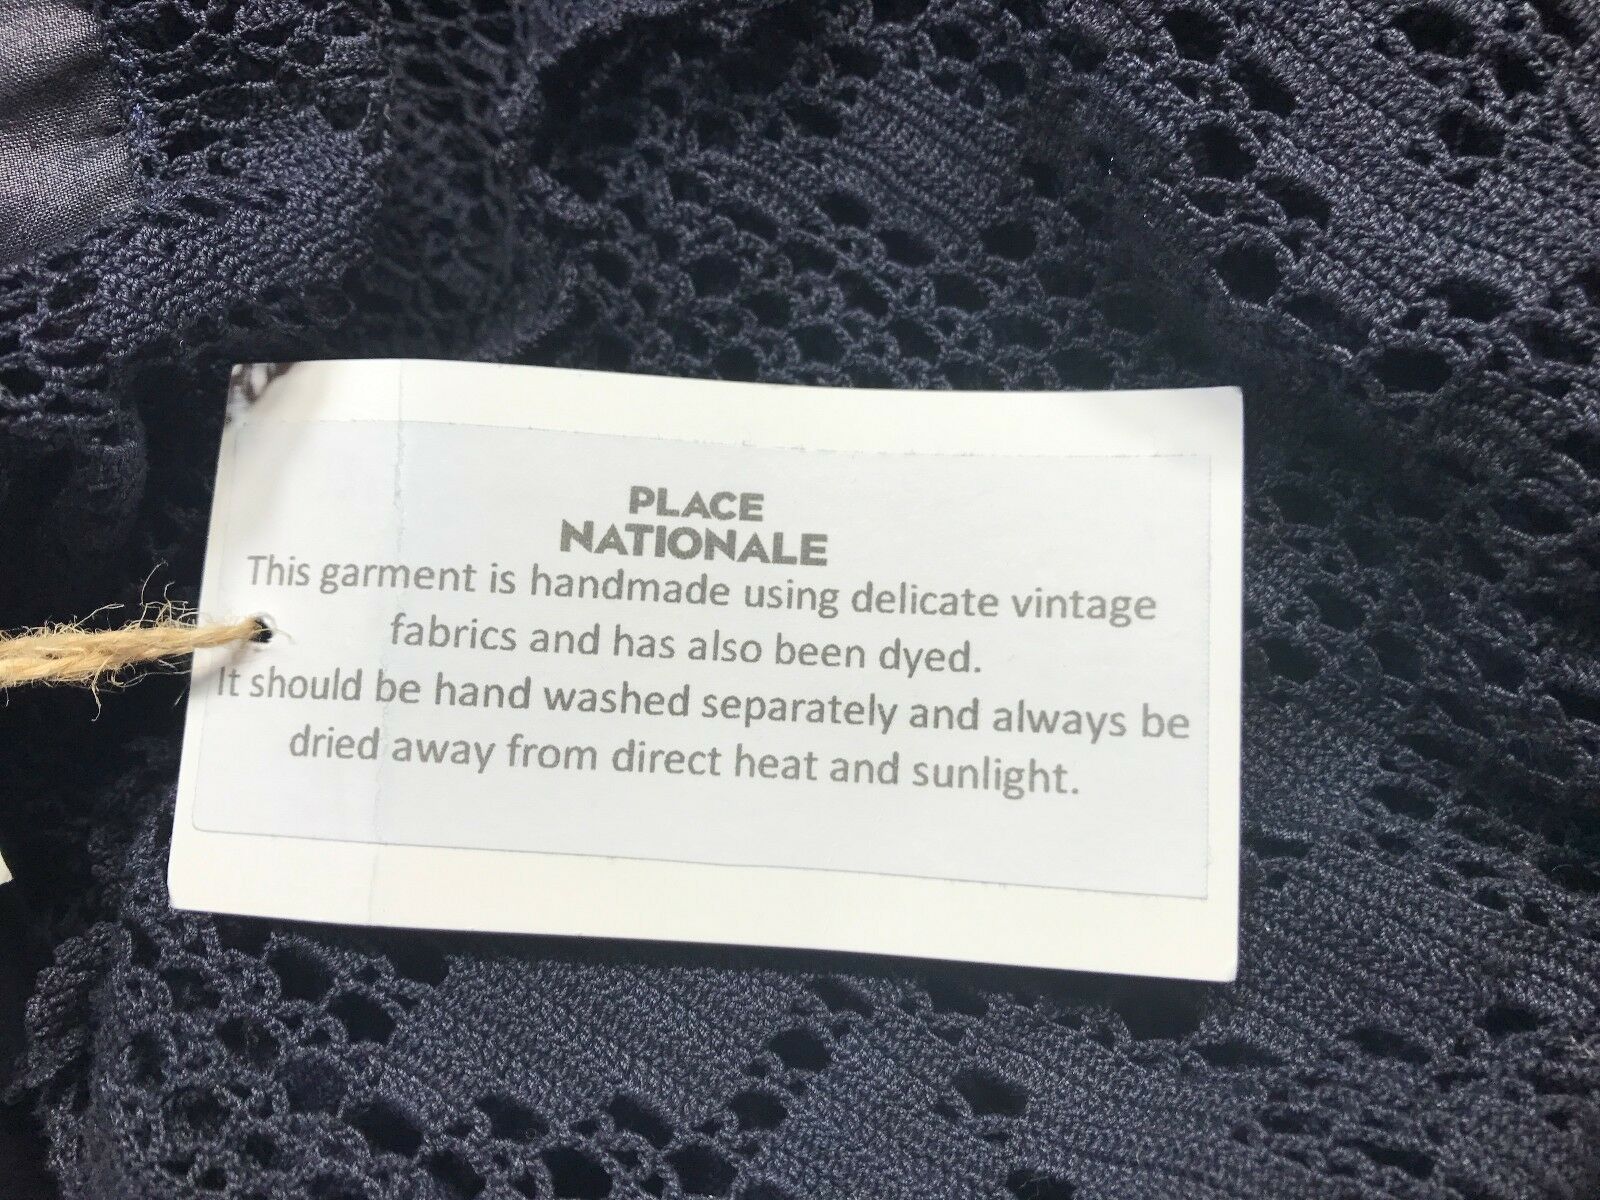 PLACE
NATIONALE
This garment is handmade using delicate vintage
fabrics and has also been dyed.
It should be hand washed separately and always be
dried away from direct heat and sunlight.